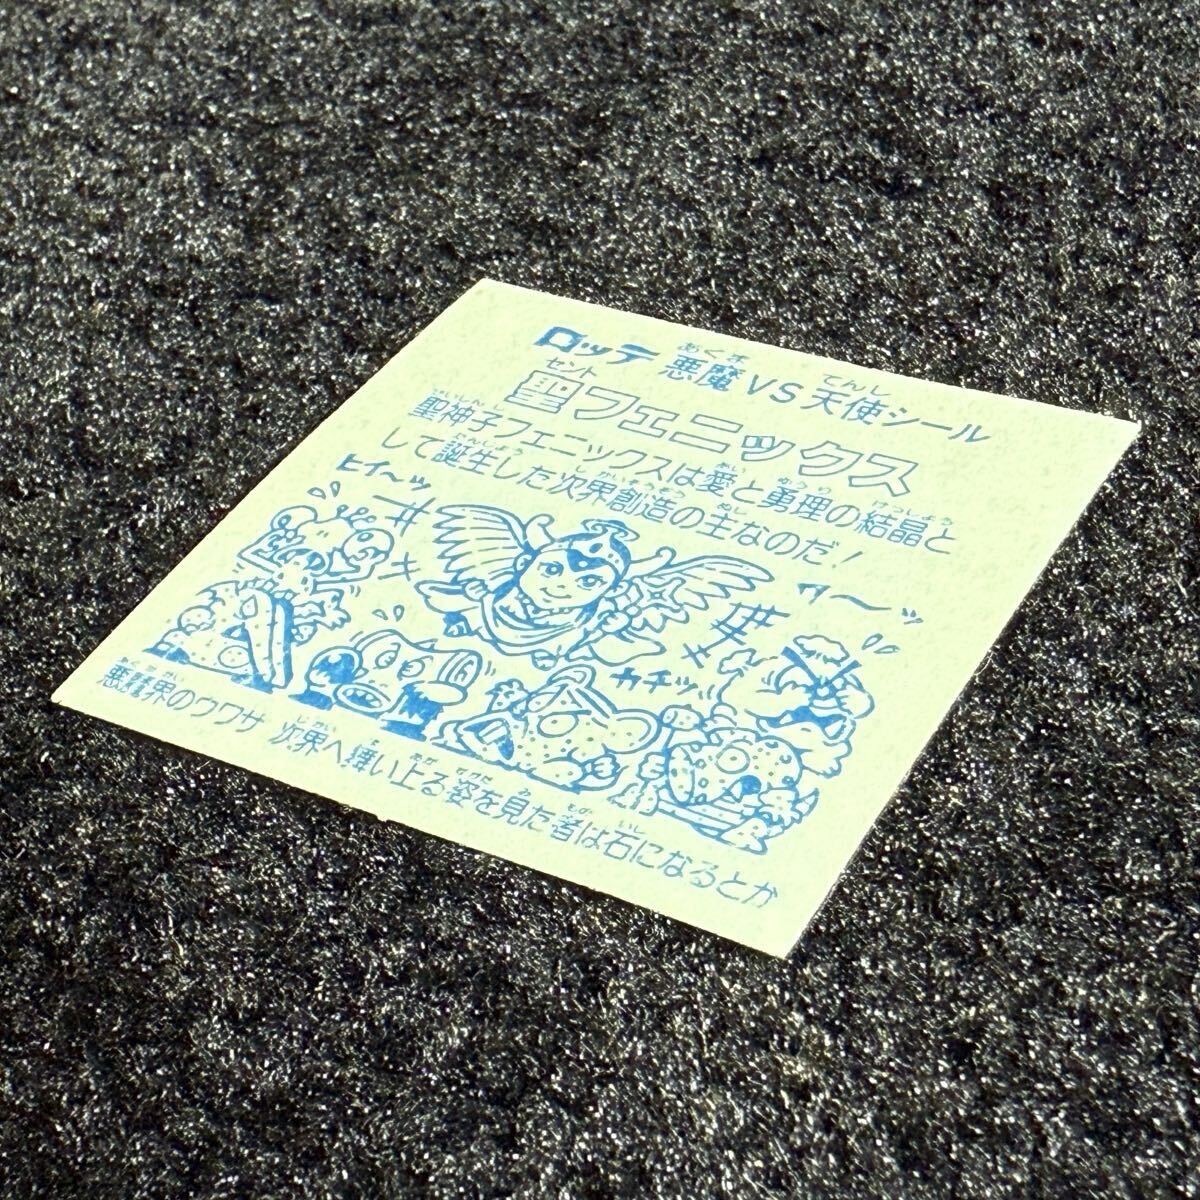 ロッテ 悪魔VS天使シール
聖フェニックス
聖神子フェニックスは愛と勇理の結晶と
して誕生した次界創造の主なのだ!
ヒイ〜ッ
ワ〜ッ
カチッ
悪魔界のウワサ 次界へ舞い上る姿を見た者は石になるとか